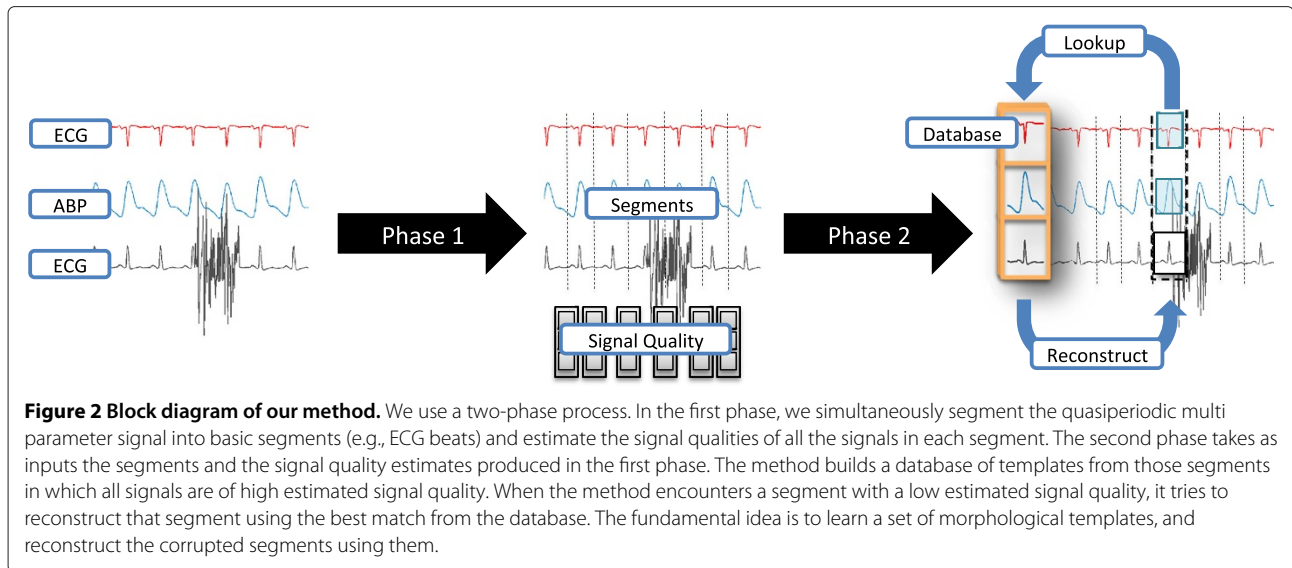 Lookup
ECG
Database
ABP
Segments
Phase 1
Phase 2
ECG
Signal Quality
Reconstruct
Figure 2 Block diagram of our method. We use a two-phase process. In the first phase, we simultaneously segment the quasiperiodic multi
parameter signal into basic segments (e.g., ECG beats) and estimate the signal qualities of all the signals in each segment. The second phase takes as
inputs the segments and the signal quality estimates produced in the first phase. The method builds a database of templates from those segments
in which all signals are of high estimated signal quality. When the method encounters a segment with a low estimated signal quality, it tries to
reconstruct that segment using the best match from the database. The fundamental idea is to learn a set of morphological templates, and
reconstruct the corrupted segments using them.